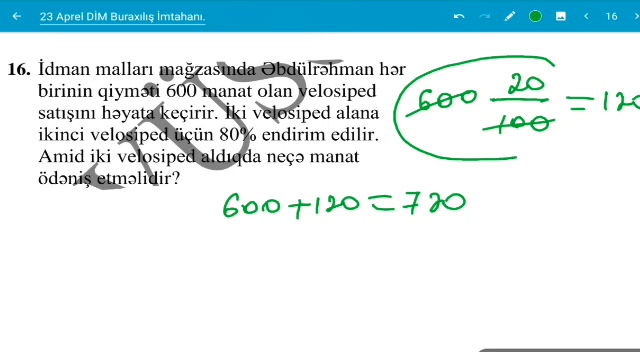 23 Aprel DİM Buraxılış İmtahanı.
16
16. İdman malları mağzasında Əbdülrəhman hər
birinin qiyməti 600 manat olan velosiped
satışını həyata keçirir. İki velosiped alana
ikinci velosiped üçün 80% endirim edilir.
Amid iki velosiped aldıqda neçə manat
ödəniş etməlidir?
600 20/100 = 120
600+120=720